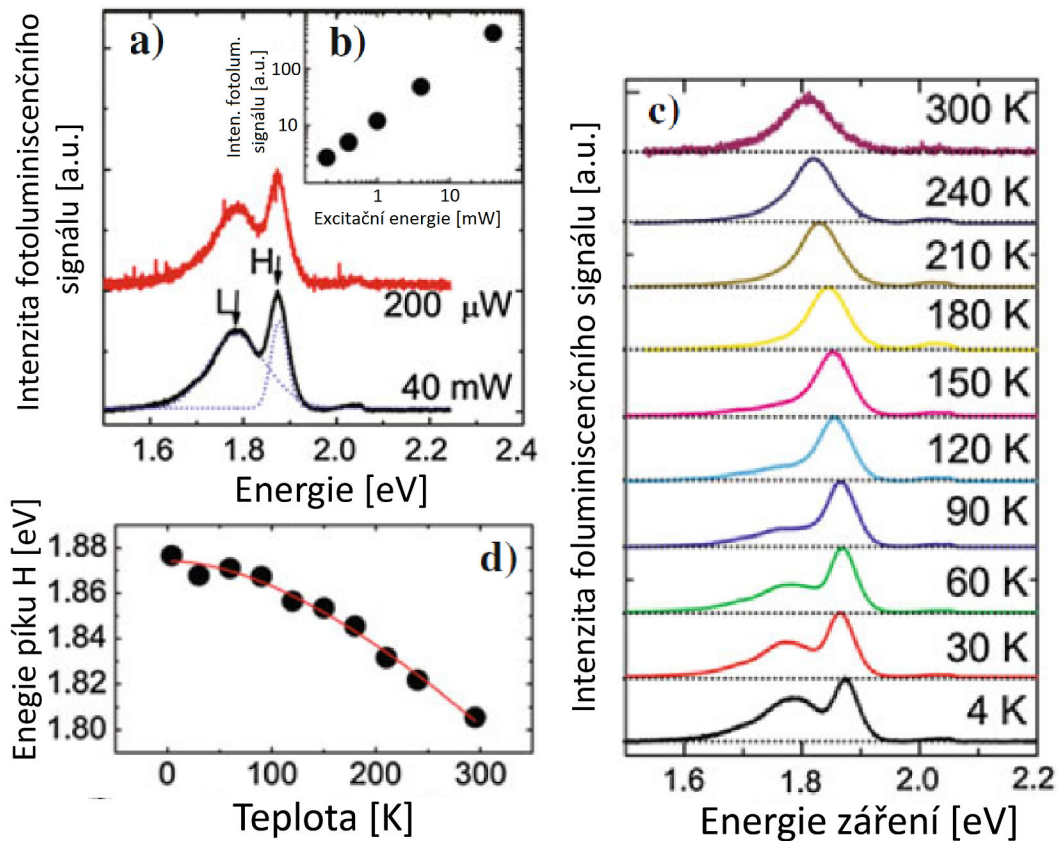 Intenzita fotoluminiscenčního
signálu [a.u.]
a)
b)
Inten. fotolum.
signálu [a.u.]
100
10
1
10
Excitační energie [mW]
H
L
200 μW
40 mW
1.6
1.8
2.0
2.2
2.4
Energie [eV]
Enegie píku H [eV]
1.88
1.86
1.84
1.82
1.80
d)
0
100
200
300
Teplota [K]
Intenzita foluminiscenčního signálu [a.u.]
c)
300 K
240 K
210 K
180 K
150 K
120 K
90 K
60 K
30 K
4 K
1.6
1.8
2.0
2.2
Energie záření [eV]